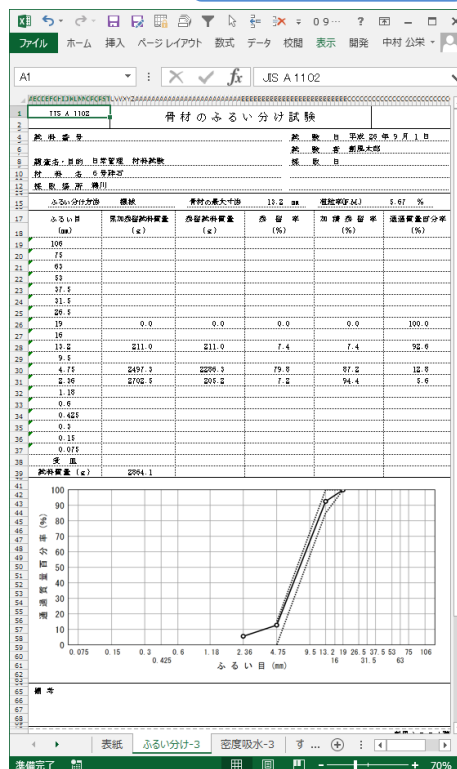 09… ?
ファイル ホーム 挿入 ページレイアウト 数式 データ 校閲 表示 開発 中村 公栄
A1 fx JIS A 1102
JIS A 1102 骨材のふるい分け試験
試料番号 試験日 平成26年9月1日
試験者 創風太郎
調査名・目的 日常管理 材料試験 採取日
材料名 6号砕石
採取場所 鵜川
ふるい分け方法 機械 骨材の最大寸法 13.2 mm 粗粒率(F.M.) 5.67 %
ふるい目 累加残留試料質量 残留試料質量 残留率 加積残留率 通過質量百分率
(mm) (g) (g) (%) (%) (%)
106
75
63
53
37.5
31.5
26.5
19 0.0 0.0 0.0 0.0 100.0
16
13.2 211.0 211.0 7.4 7.4 92.6
9.5
4.75 2497.3 2286.3 79.8 87.2 12.8
2.36 2702.5 205.2 7.2 94.4 5.6
1.18
0.6
0.425
0.3
0.15
0.075
受皿
試料質量 (g) 2864.1
通過質量百分率 (%)
100
90
80
70
60
50
40
30
20
10
0
0.075 0.15 0.3 0.6 1.18 2.36 4.75 9.5 13.2 19 26.5 37.5 53 75 106
0.425 16 31.5 63
ふるい目 (mm)
備考
表紙 ふるい分け-3 密度吸水-3 す …
準備完了 70%